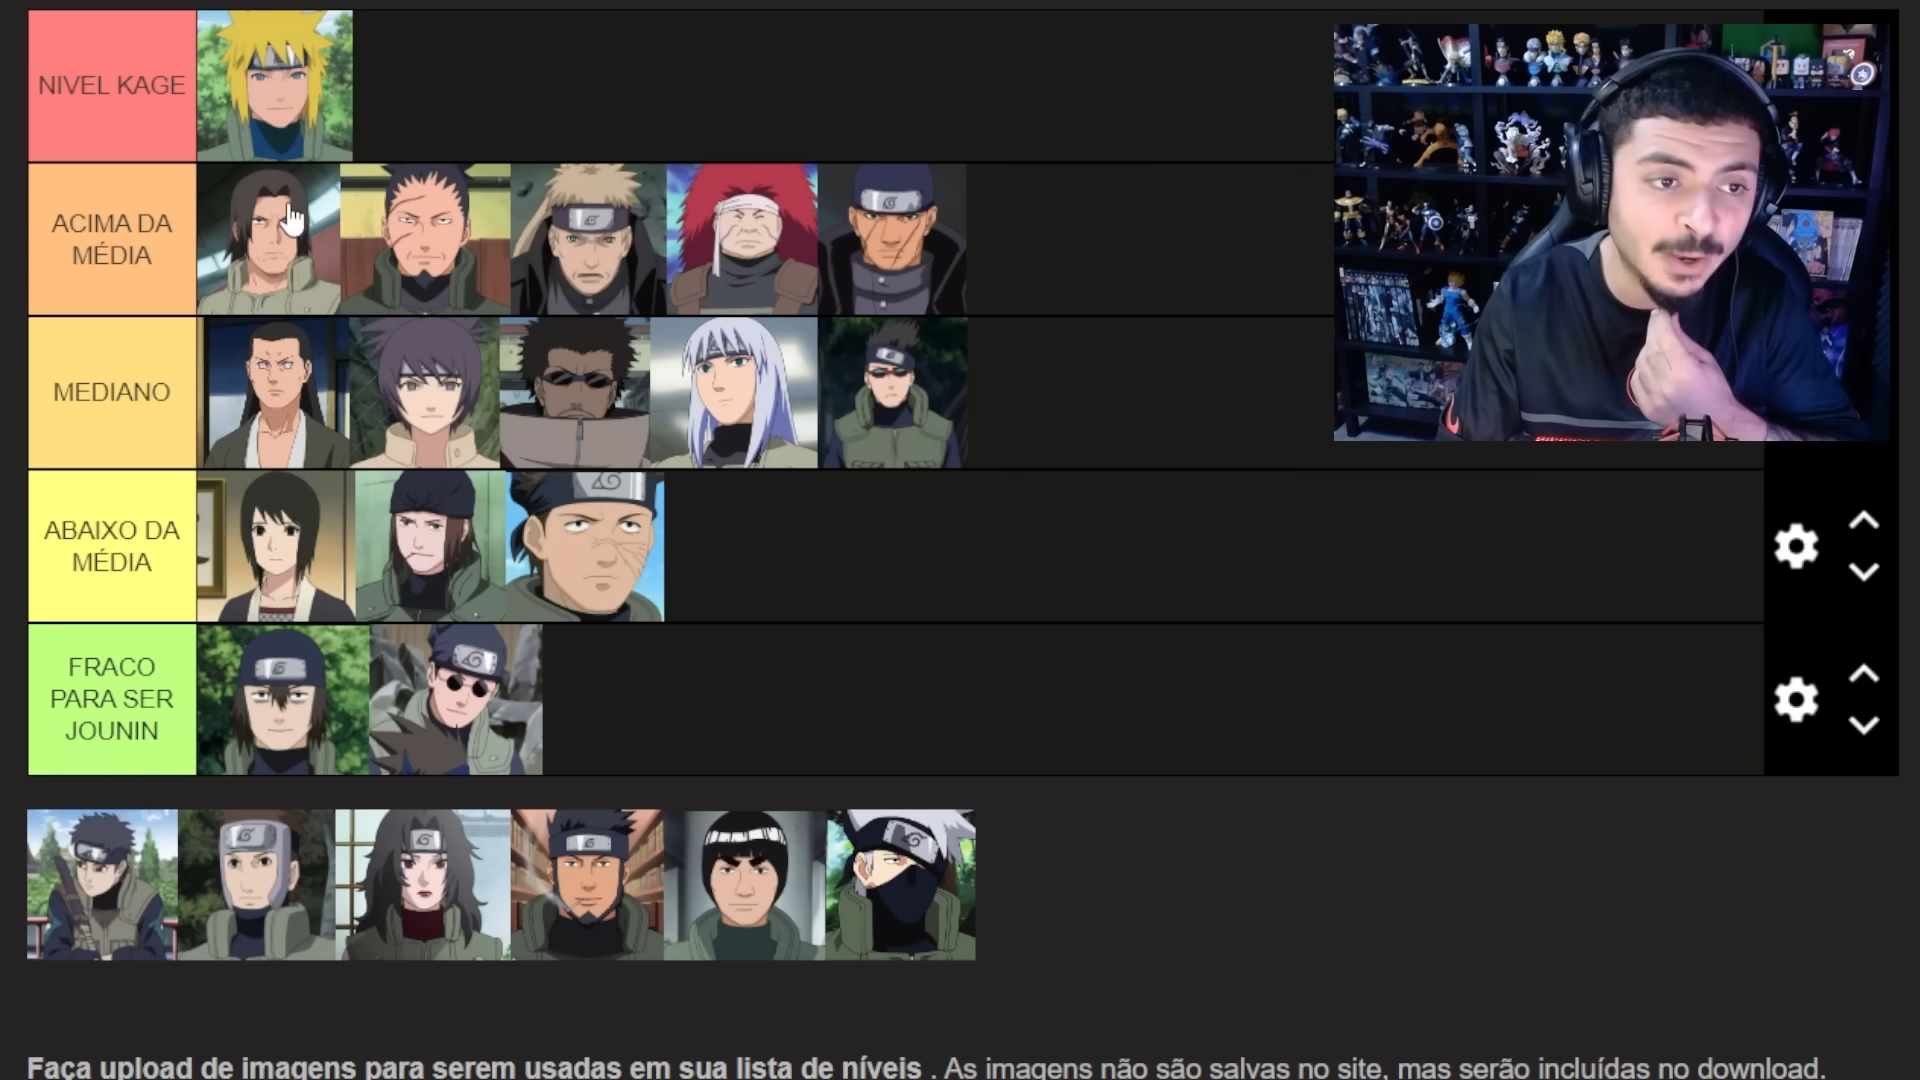 NIVEL KAGE
ACIMA DA
MÉDIA
MEDIANO
ABAIXO DA
MÉDIA
FRACO
PARA SER
JOUNIN
Faça upload de imagens para serem usadas em sua lista de níveis . As imagens não são salvas no site, mas serão incluídas no download.